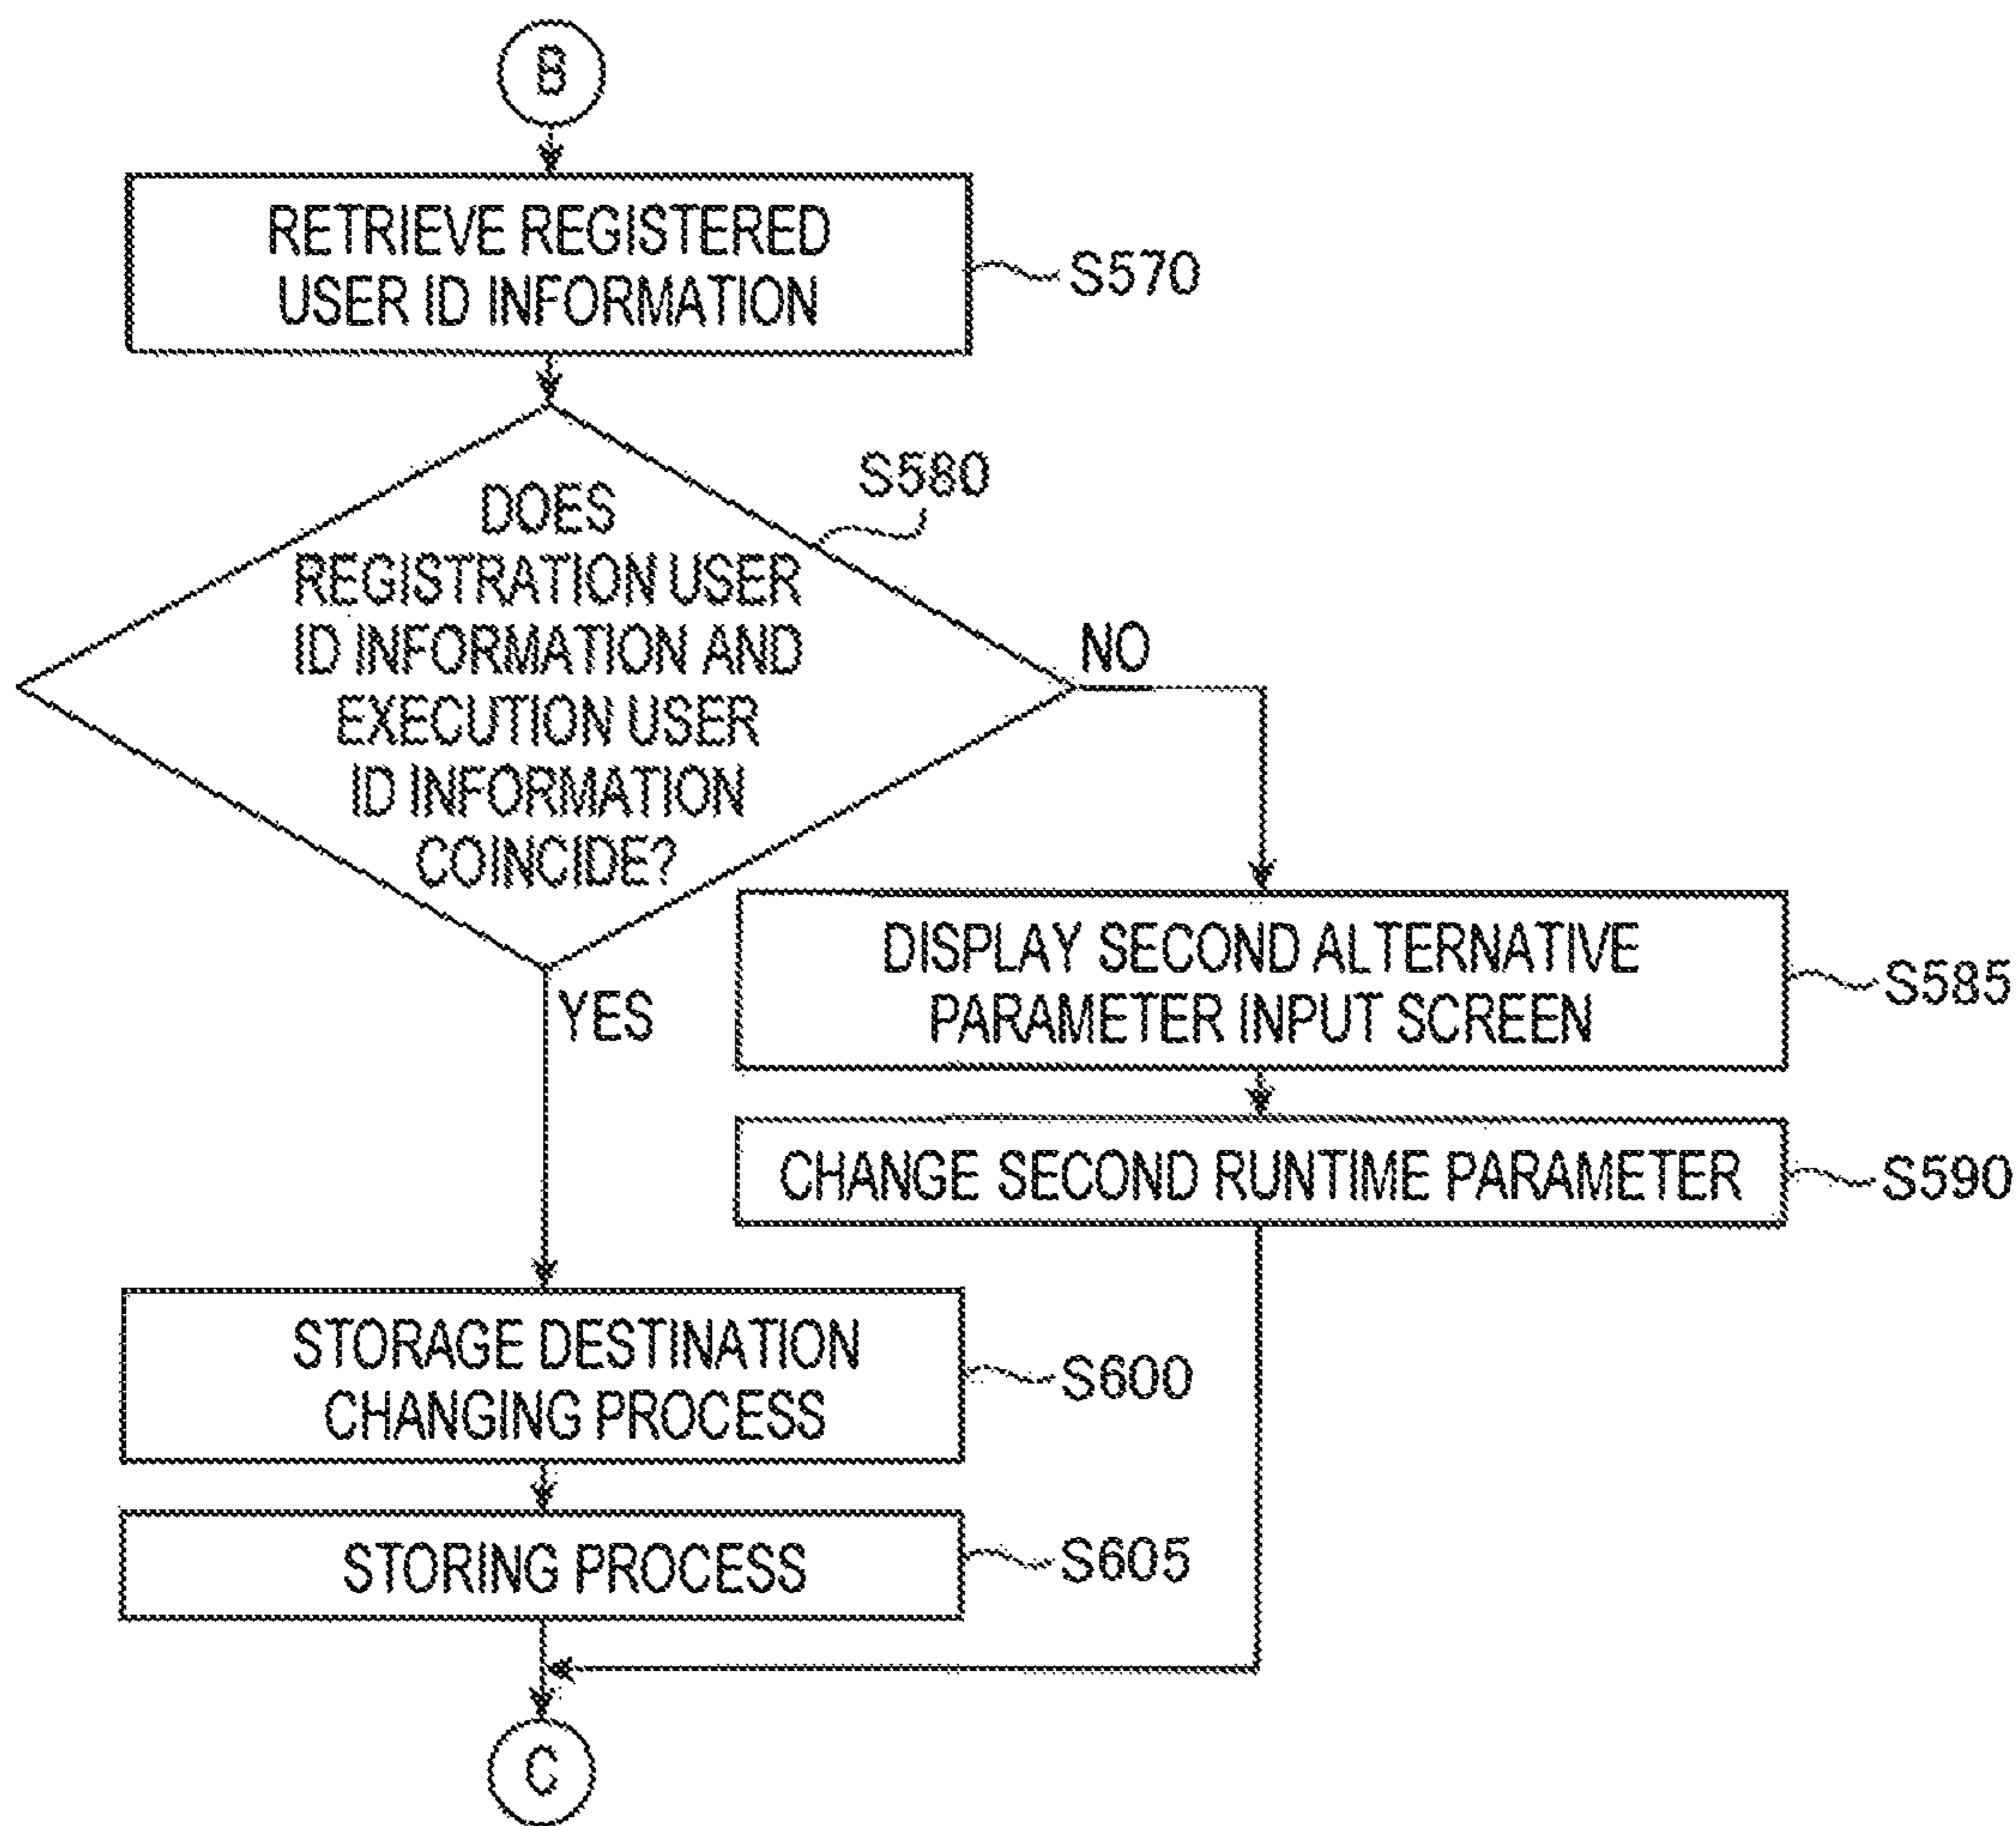 B
RETRIEVE REGISTERED
USER ID INFORMATION
S570
S580
DOES
REGISTRATION USER
ID INFORMATION AND
EXECUTION USER
ID INFORMATION
COINCIDE?
NO
YES
DISPLAY SECOND ALTERNATIVE
PARAMETER INPUT SCREEN
S585
CHANGE SECOND RUNTIME PARAMETER
S590
STORAGE DESTINATION
CHANGING PROCESS
S600
STORING PROCESS
S605
C